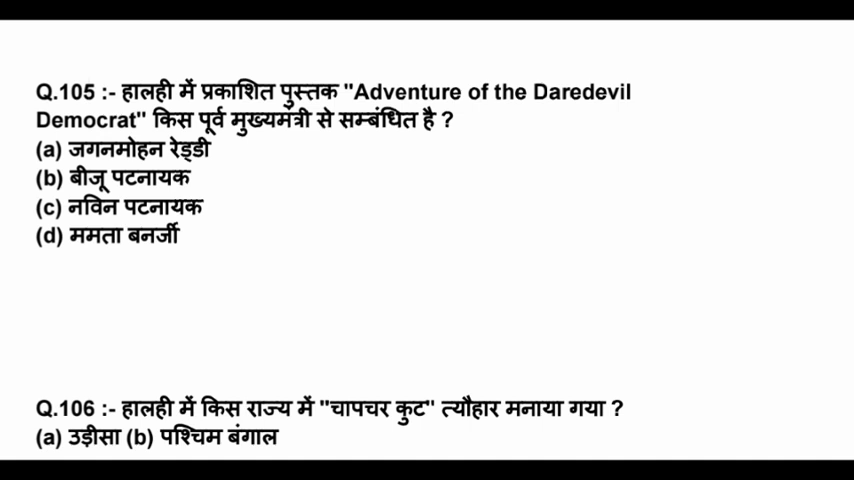 Q.105 :- हालही में प्रकाशित पुस्तक "Adventure of the Daredevil
Democrat" किस पूर्व मुख्यमंत्री से सम्बंधित है ?
(a) जगनमोहन रेड्डी
(b) बीजू पटनायक
(c) नविन पटनायक
(d) ममता बनर्जी
Q.106 :- हालही में किस राज्य में "चापचर कुट" त्यौहार मनाया गया ?
(a) उड़ीसा (b) पश्चिम बंगाल